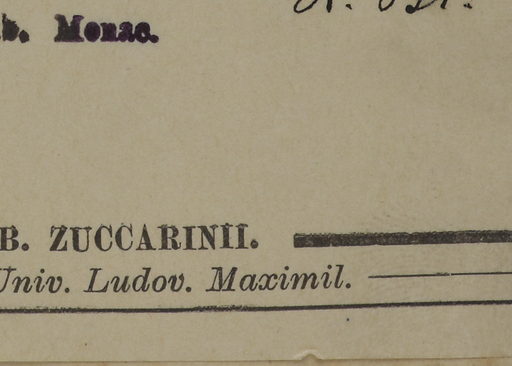 b. Monac.
B. ZUCCARINII.
Univ. Ludov. Maximil.